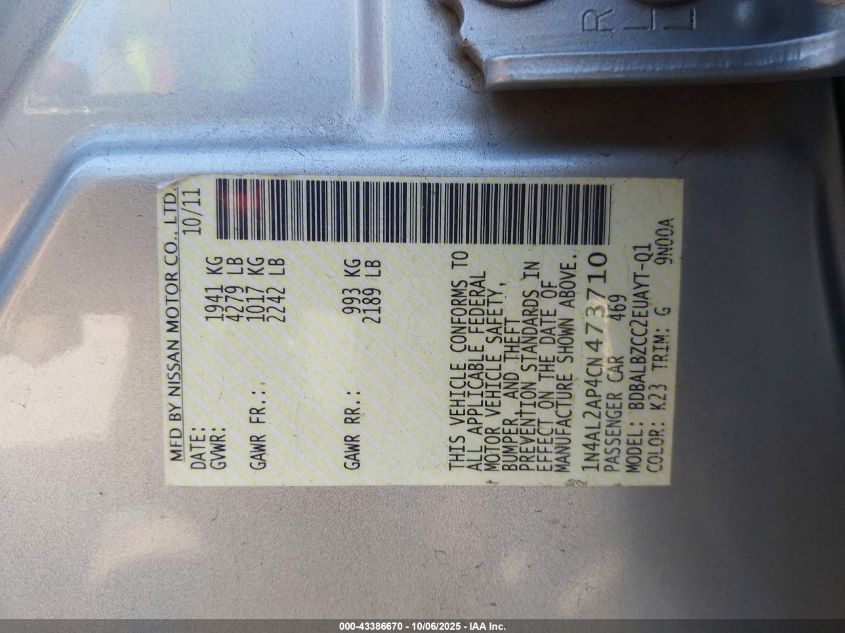 MFD BY NISSAN MOTOR CO., LTD.
DATE: 10/11
GVWR: 1941 KG
4279 LB
GAWR FR.:. 1017 KG
2242 LB
GAWR RR.: 993 KG
2189 LB
THIS VEHICLE CONFORMS TO
ALL APPLICABLE FEDERAL
MOTOR VEHICLE SAFETY,
BUMPER, AND THEFT
PREVENTION STANDARDS IN
EFFECT ON THE DATE OF
MANUFACTURE SHOWN ABOVE.
1N4AL2AP4CN473710
PASSENGER CAR 469
MODEL: BDBALBZCC2EUAYT-Q1
COLOR: K23 TRIM: G 9N00A
R L L
000-43386670 - 10/06/2025 - IAA Inc.